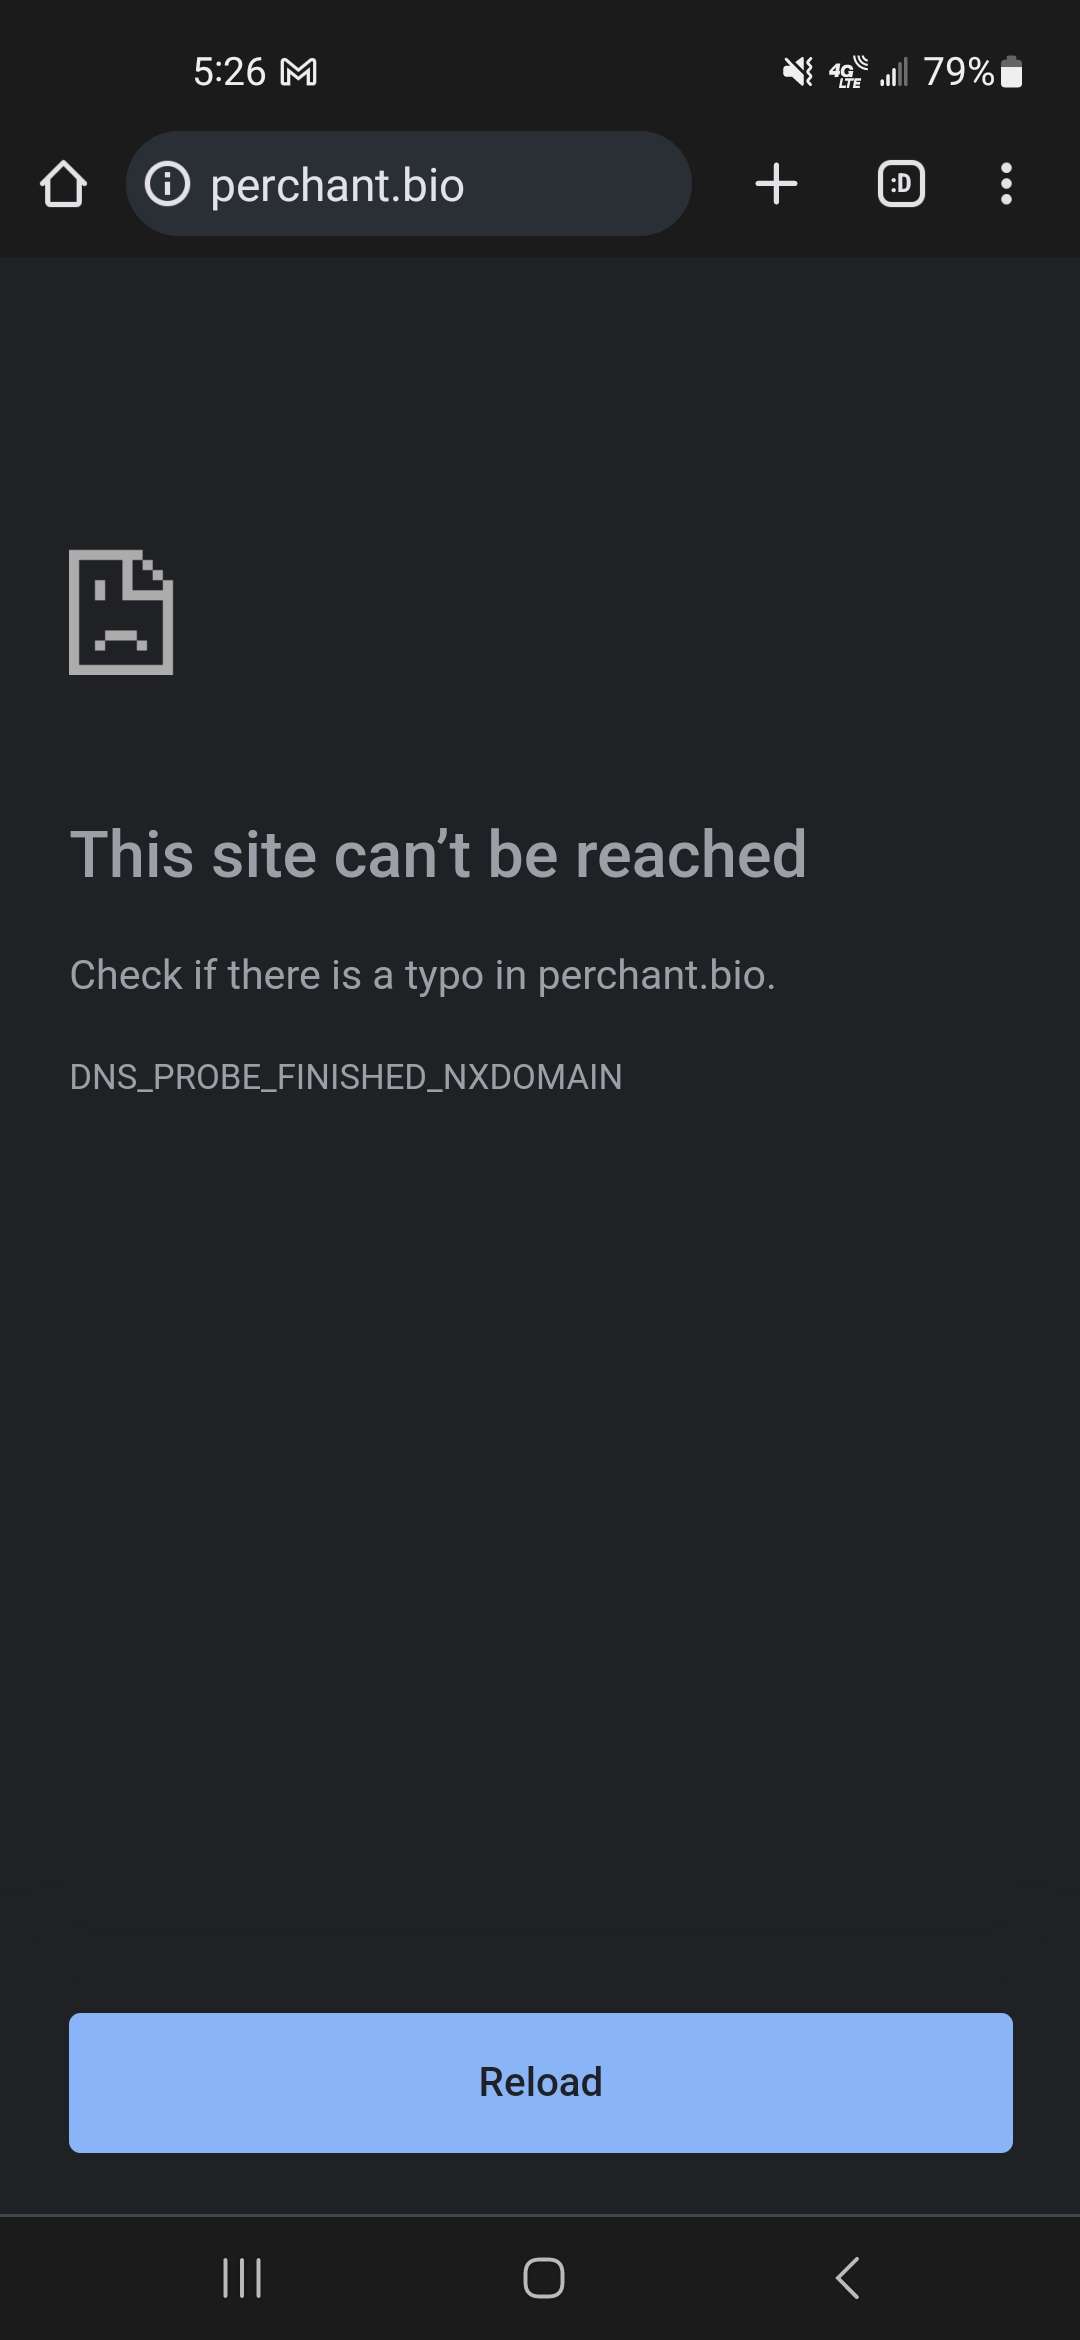 5:26
4G LTE 79%
perchant.bio
:D
This site can’t be reached
Check if there is a typo in perchant.bio.
DNS_PROBE_FINISHED_NXDOMAIN
Reload